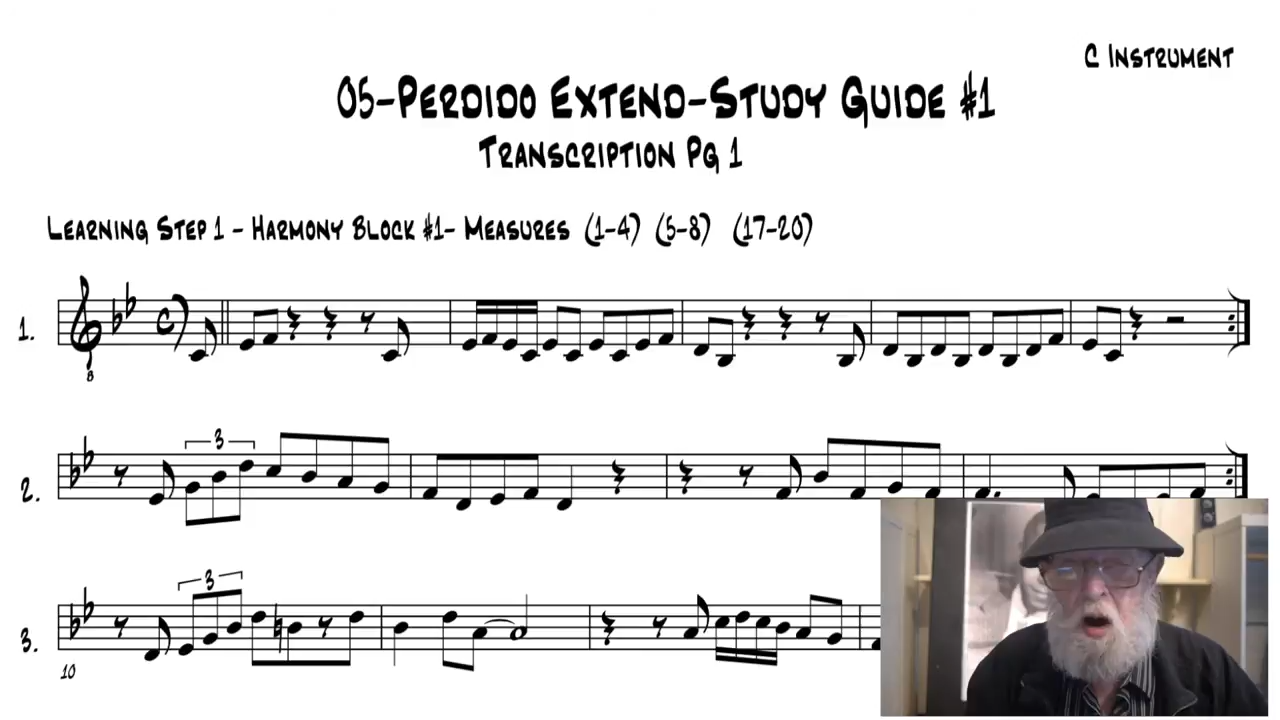 C Instrument
05-Perdido Extend-Study Guide #1
Transcription Pg 1
Learning Step 1 - Harmony Block #1- Measures (1-4) (5-8) (17-20)
1.
8
3
2.
3
3.
10